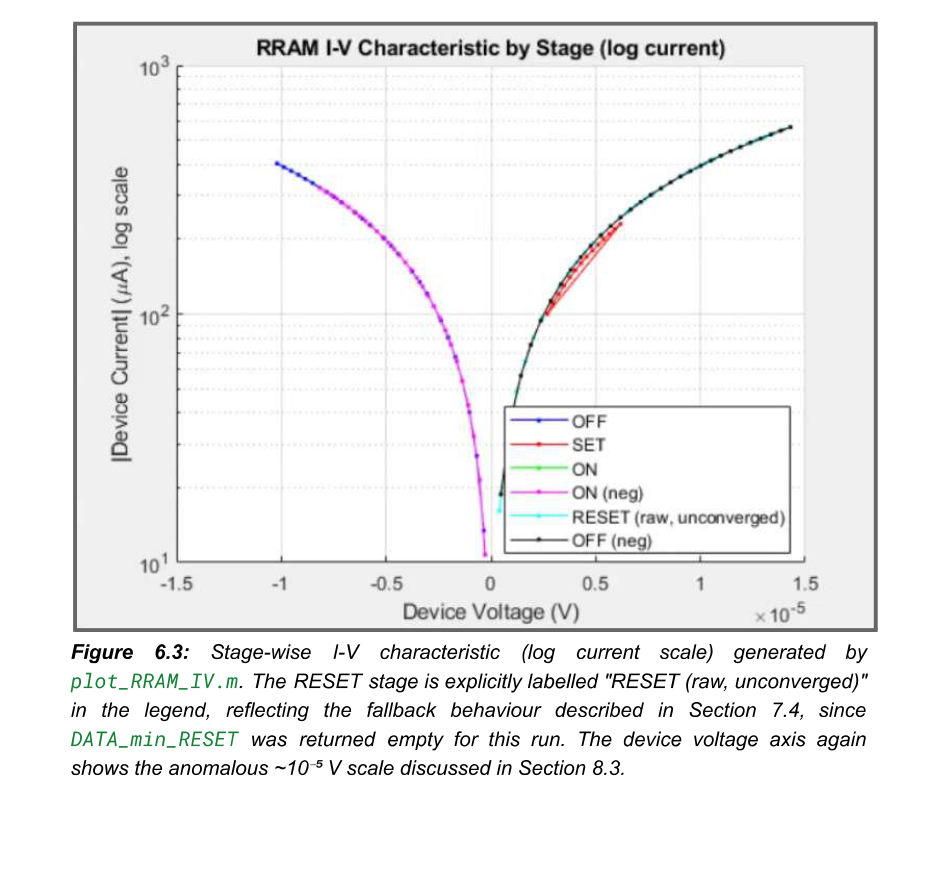 RRAM I-V Characteristic by Stage (log current)
10³
10²
10¹
|Device Current| (μA), log scale
OFF
SET
ON
ON (neg)
RESET (raw, unconverged)
OFF (neg)
-1.5 -1 -0.5 0 0.5 1 1.5
Device Voltage (V)
×10⁻⁵
Figure 6.3: Stage-wise I-V characteristic (log current scale) generated by
plot_RRAM_IV.m. The RESET stage is explicitly labelled "RESET (raw, unconverged)"
in the legend, reflecting the fallback behaviour described in Section 7.4, since
DATA_min_RESET was returned empty for this run. The device voltage axis again
shows the anomalous ~10⁻⁵ V scale discussed in Section 8.3.